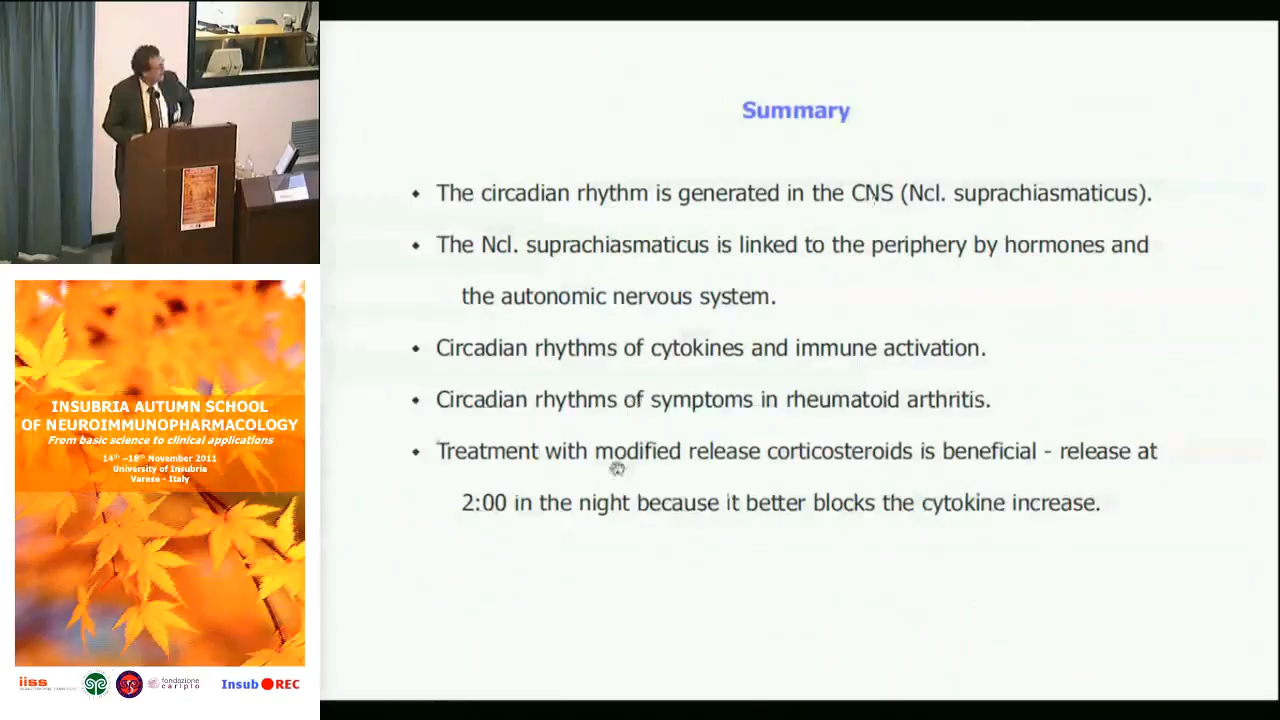 Summary
• The circadian rhythm is generated in the CNS (Ncl. suprachiasmaticus).
• The Ncl. suprachiasmaticus is linked to the periphery by hormones and
the autonomic nervous system.
• Circadian rhythms of cytokines and immune activation.
• Circadian rhythms of symptoms in rheumatoid arthritis.
• Treatment with modified release corticosteroids is beneficial - release at
2:00 in the night because it better blocks the cytokine increase.
INSUBRIA AUTUMN SCHOOL
OF NEUROIMMUNOPHARMACOLOGY
From basic science to clinical applications
14th –18th November 2011
University of Insubria
Varese - Italy
iiss
fondazione
cariplo
Insub REC